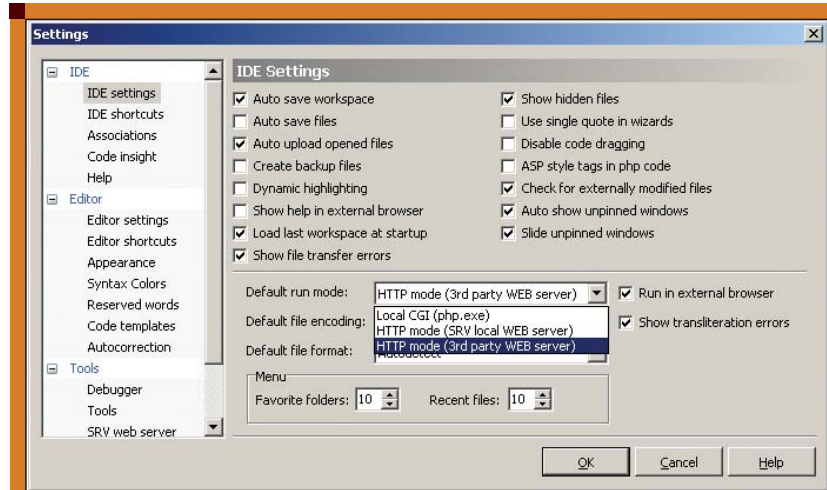 Settings
IDE
IDE settings
IDE shortcuts
Associations
Code insight
Help
Editor
Editor settings
Editor shortcuts
Appearance
Syntax Colors
Reserved words
Code templates
Autocorrection
Tools
Debugger
Tools
SRV web server
IDE Settings
Auto save workspace
Auto save files
Auto upload opened files
Create backup files
Dynamic highlighting
Show help in external browser
Load last workspace at startup
Show file transfer errors
Show hidden files
Use single quote in wizards
Disable code dragging
ASP style tags in php code
Check for externally modified files
Auto show unpinned windows
Slide unpinned windows
Default run mode: HTTP mode (3rd party WEB server) Run in external browser
Local CGI (php.exe)
Default file encoding: HTTP mode (SRV local WEB server) Show transliteration errors
HTTP mode (3rd party WEB server)
Default file format: Autodetect
Menu
Favorite folders: 10 Recent files: 10
OK Cancel Help